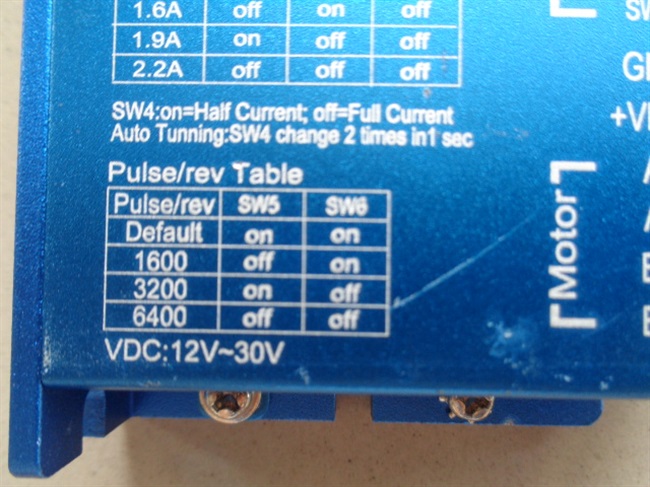 1.6A off on off
SW
1.9A on off off
2.2A off off off
SW4:on=Half Current; off=Full Current
Auto Tunning:SW4 change 2 times in1 sec
Pulse/rev Table
Pulse/rev SW5 SW6
Default on on
1600 off on
3200 on off
6400 off off
VDC:12V~30V
Motor